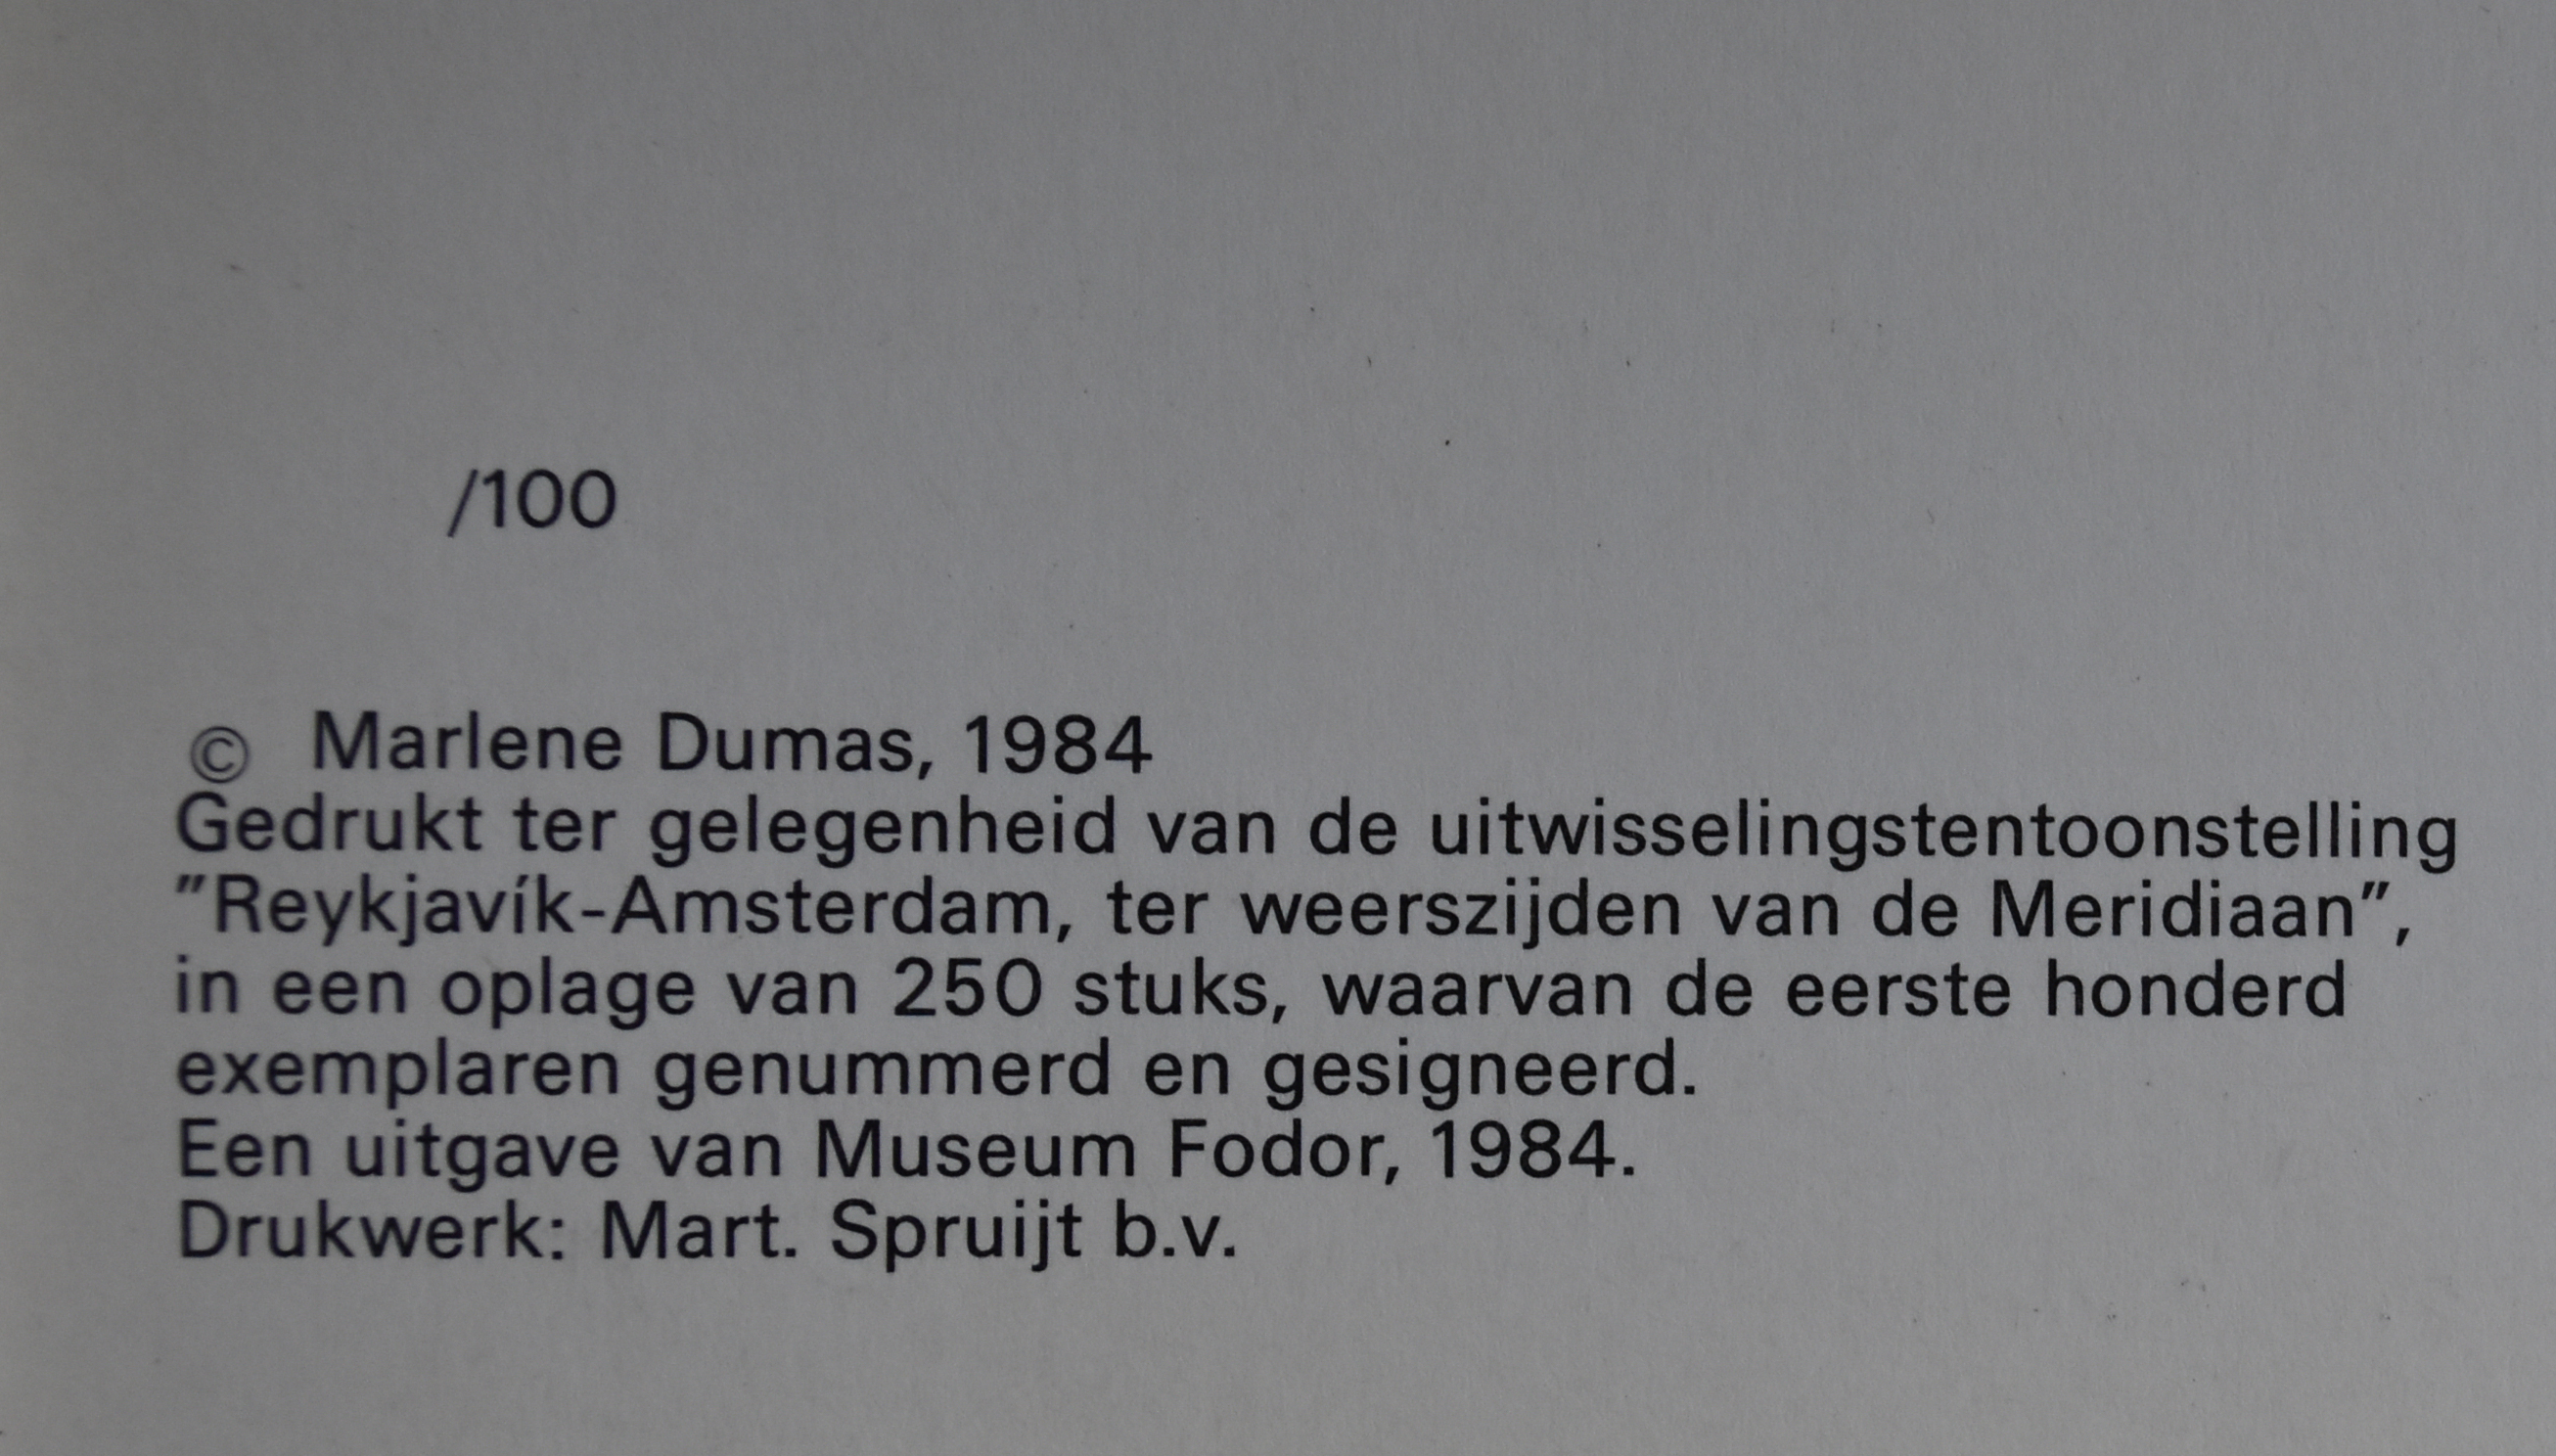 /100
© Marlene Dumas, 1984
Gedrukt ter gelegenheid van de uitwisselingstentoonstelling
"Reykjavík-Amsterdam, ter weerszijden van de Meridiaan",
in een oplage van 250 stuks, waarvan de eerste honderd
exemplaren genummerd en gesigneerd.
Een uitgave van Museum Fodor, 1984.
Drukwerk: Mart. Spruijt b.v.